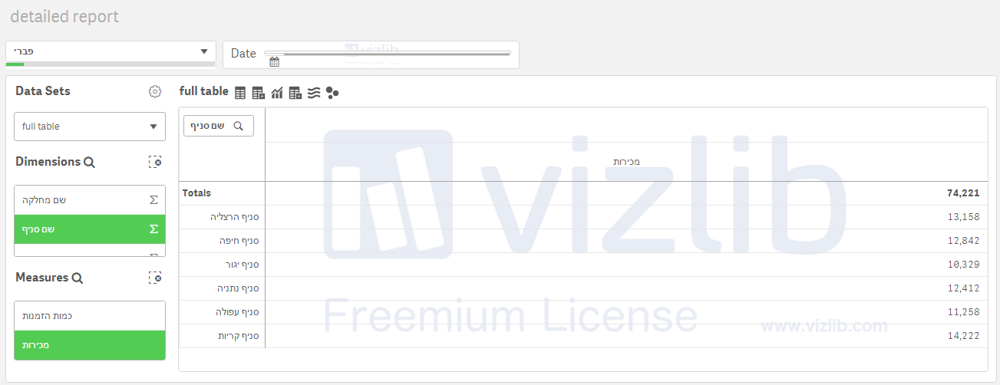 detailed report
פבר׳
Date
vizlib
Data Sets
full table
Dimensions
שם מחלקה
שם סניף
Measures
כמות הזמנות
מכירות
full table
שם סניף
מכירות
Totals 74,221
סניף הרצליה 13,158
סניף חיפה 12,842
סניף יגור 10,329
סניף נתניה 12,412
סניף עפולה 11,258
סניף קריות 14,222
vizlib
Freemium License
www.vizlib.com